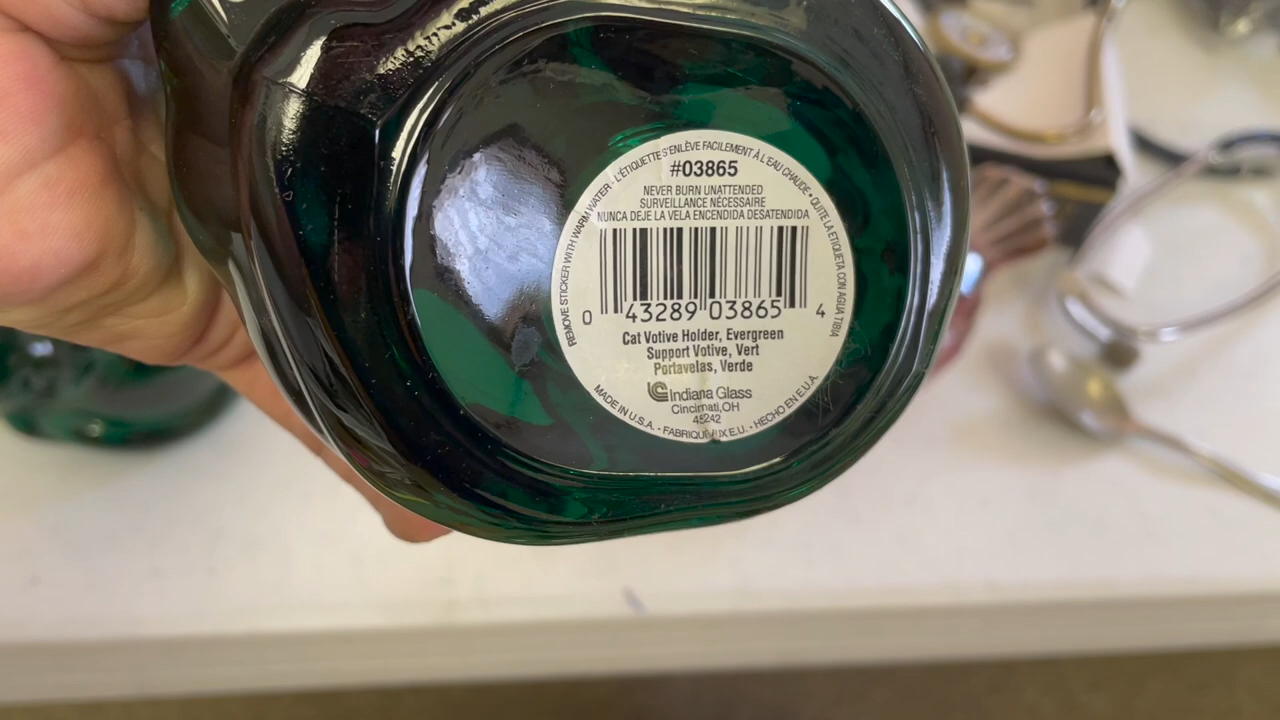 REMOVE STICKER WITH WARM WATER • L'ÉTIQUETTE S'ENLÈVE FACILEMENT À L'EAU CHAUDE • QUITE LA ETIQUETA CON AGUA TIBIA
#03865
NEVER BURN UNATTENDED
SURVEILLANCE NÉCESSAIRE
NUNCA DEJE LA VELA ENCENDIDA DESATENDIDA
0 43289 03865 4
Cat Votive Holder, Evergreen
Support Votive, Vert
Portavelas, Verde
Indiana Glass
Cincinnati, OH
45242
MADE IN U.S.A. • FABRIQUÉ AUX E.U. • HECHO EN E.U.A.